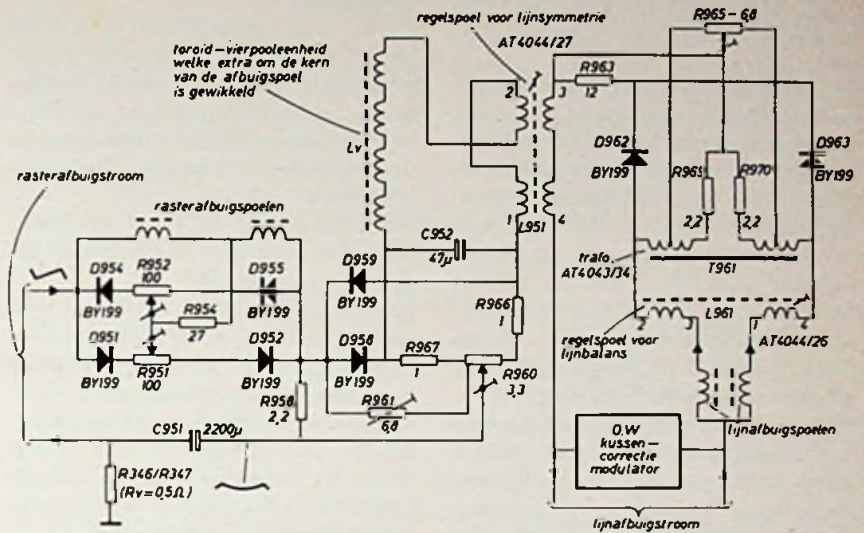 toroid-vierpooleenheid
welke extra om de kern
van de afbuigspoel
is gewikkeld
regelspoel voor lijnsymmetrie
AT4044/27
R965-6,8
R963
12
2
3
Lv
D962
BY199
D963
BY199
R969
R970
2,2
2,2
rasterafbuigstroom
rasterafbuigspoelen
1
4
L951
C952
47µ
trafo
AT4043/34
T961
D954
BY199
R952
100
D955
BY199
D959
BY199
R954
27
R966
1
L961
2
3
1
4
regelspoel voor
lijnbalans
AT4044/26
D951
BY199
R951
100
D952
BY199
D958
BY199
R967
1
R960
3,3
R961
6,8
R958
2,2
C951
2200µ
lijnafbuigspoelen
O.W
kussen-
correctie
modulator
R346/R347
(Rv=0,5Ω)
lijnafbuigstroom